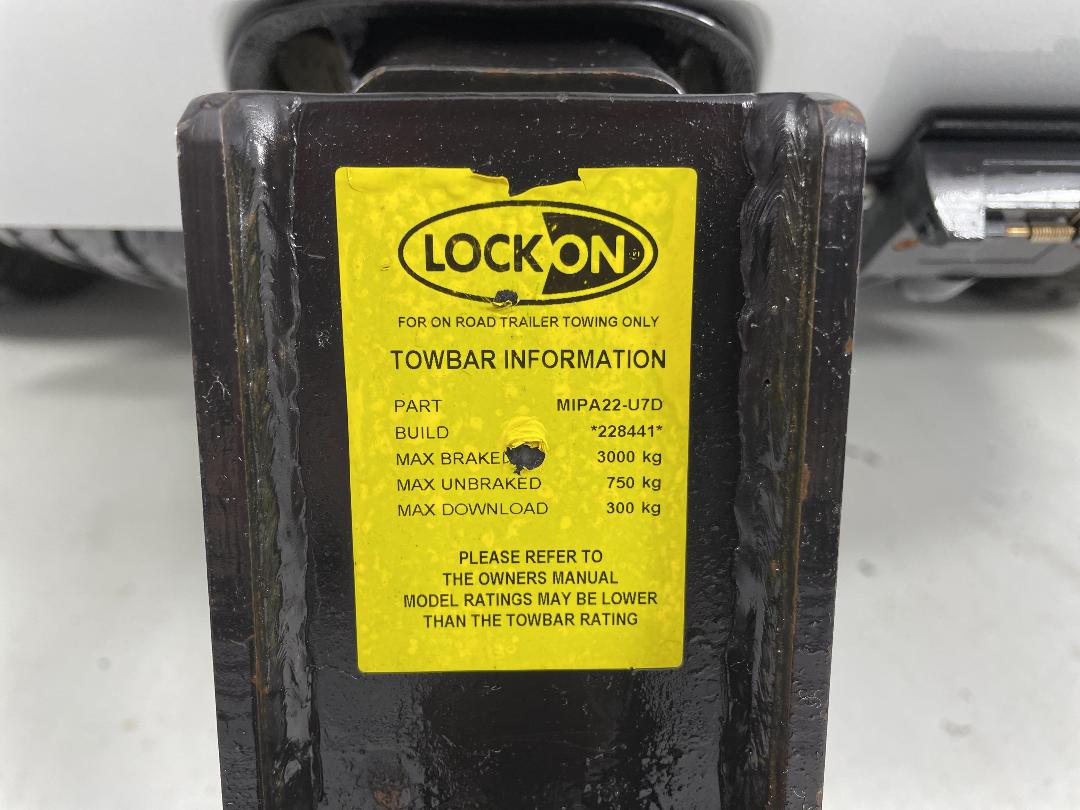 LOCK ON
FOR ON ROAD TRAILER TOWING ONLY
TOWBAR INFORMATION
PART MIPA22-U7D
BUILD *228441*
MAX BRAKED 3000 kg
MAX UNBRAKED 750 kg
MAX DOWNLOAD 300 kg
PLEASE REFER TO
THE OWNERS MANUAL
MODEL RATINGS MAY BE LOWER
THAN THE TOWBAR RATING